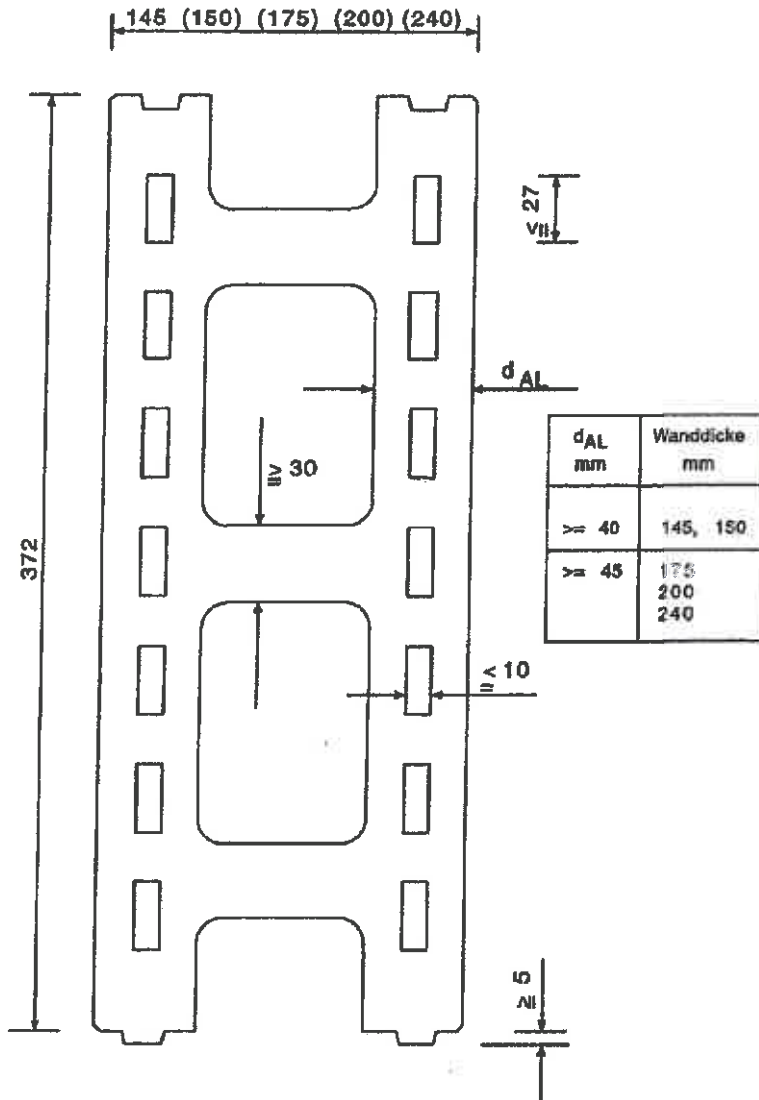 145 (150) (175) (200) (240)
≦ 27
d AL
≧ 30
372
dAL Wanddicke
mm mm
>= 40 145, 150
>= 45 175
200
240
≦ 10
≧ 5